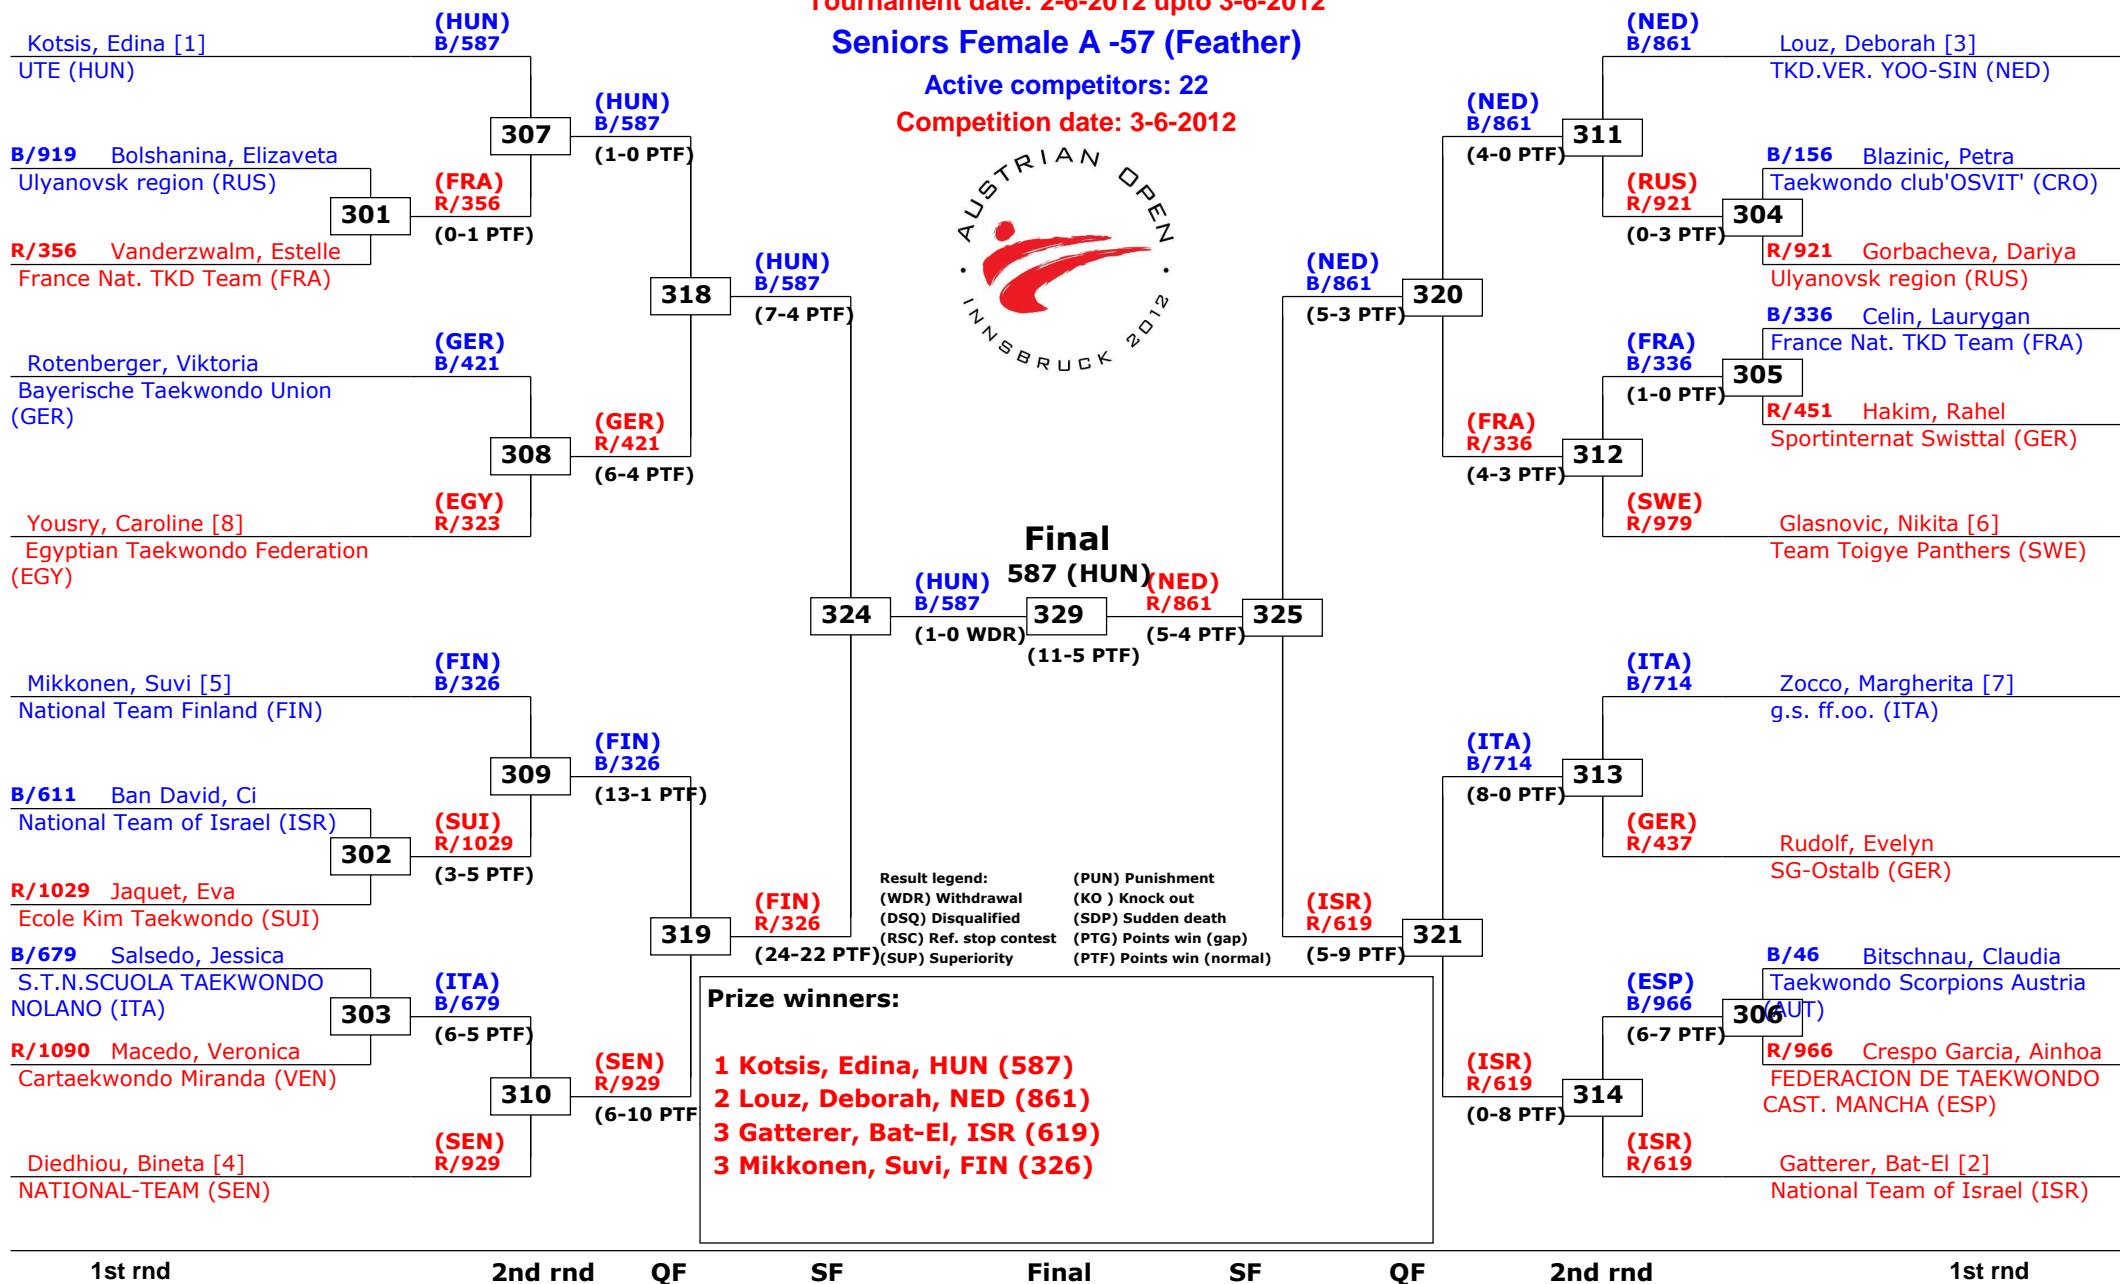 Tournament date: 2-6-2012 upto 3-6-2012
Seniors Female A -57 (Feather)
Active competitors: 22
Competition date: 3-6-2012
AUSTRIAN OPEN
· INNSBRUCK 2012 ·
Kotsis, Edina [1]
UTE (HUN)
(HUN)
B/587
B/919 Bolshanina, Elizaveta
Ulyanovsk region (RUS)
301
R/356 Vanderzwalm, Estelle
France Nat. TKD Team (FRA)
(FRA)
R/356
(0-1 PTF)
307
(HUN)
B/587
(1-0 PTF)
Rotenberger, Viktoria
Bayerische Taekwondo Union
(GER)
(GER)
B/421
308
Yousry, Caroline [8]
Egyptian Taekwondo Federation
(EGY)
(EGY)
R/323
(GER)
R/421
(6-4 PTF)
318
(HUN)
B/587
(7-4 PTF)
Mikkonen, Suvi [5]
National Team Finland (FIN)
(FIN)
B/326
B/611 Ban David, Ci
National Team of Israel (ISR)
302
R/1029 Jaquet, Eva
Ecole Kim Taekwondo (SUI)
(SUI)
R/1029
(3-5 PTF)
309
(FIN)
B/326
(13-1 PTF)
B/679 Salsedo, Jessica
S.T.N.SCUOLA TAEKWONDO
NOLANO (ITA)
303
R/1090 Macedo, Veronica
Cartaekwondo Miranda (VEN)
(ITA)
B/679
(6-5 PTF)
310
Diedhiou, Bineta [4]
NATIONAL-TEAM (SEN)
(SEN)
R/929
(SEN)
R/929
(6-10 PTF
319
(FIN)
R/326
(24-22 PTF)
324
(HUN)
B/587
(1-0 WDR)
Final
587 (HUN)
329
(11-5 PTF)
(NED)
R/861
(5-4 PTF)
325
(NED)
B/861
(5-3 PTF)
320
(NED)
B/861
(4-0 PTF)
311
(NED)
B/861
Louz, Deborah [3]
TKD.VER. YOO-SIN (NED)
(RUS)
R/921
(0-3 PTF)
304
B/156 Blazinic, Petra
Taekwondo club'OSVIT' (CRO)
R/921 Gorbacheva, Dariya
Ulyanovsk region (RUS)
(FRA)
R/336
(4-3 PTF)
312
(FRA)
B/336
(1-0 PTF)
305
B/336 Celin, Laurygan
France Nat. TKD Team (FRA)
R/451 Hakim, Rahel
Sportinternat Swisttal (GER)
(SWE)
R/979
Glasnovic, Nikita [6]
Team Toigye Panthers (SWE)
(ISR)
R/619
(5-9 PTF)
321
(ITA)
B/714
(8-0 PTF)
313
(ITA)
B/714
Zocco, Margherita [7]
g.s. ff.oo. (ITA)
(GER)
R/437
Rudolf, Evelyn
SG-Ostalb (GER)
(ISR)
R/619
(0-8 PTF)
314
(ESP)
B/966
(6-7 PTF)
306
B/46 Bitschnau, Claudia
Taekwondo Scorpions Austria
(AUT)
R/966 Crespo Garcia, Ainhoa
FEDERACION DE TAEKWONDO
CAST. MANCHA (ESP)
(ISR)
R/619
Gatterer, Bat-El [2]
National Team of Israel (ISR)
Result legend: (PUN) Punishment
(WDR) Withdrawal (KO ) Knock out
(DSQ) Disqualified (SDP) Sudden death
(RSC) Ref. stop contest (PTG) Points win (gap)
(SUP) Superiority (PTF) Points win (normal)
Prize winners:
1 Kotsis, Edina, HUN (587)
2 Louz, Deborah, NED (861)
3 Gatterer, Bat-El, ISR (619)
3 Mikkonen, Suvi, FIN (326)
1st rnd 2nd rnd QF SF Final SF QF 2nd rnd 1st rnd